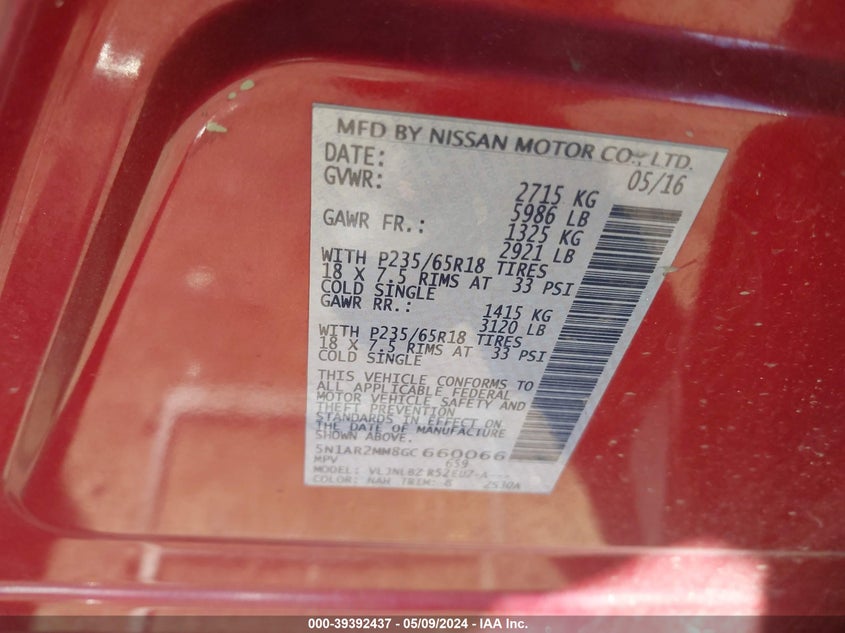 MFD BY NISSAN MOTOR CO., LTD.
DATE: 05/16
GVWR: 2715 KG
5986 LB
GAWR FR.: 1325 KG
2921 LB
WITH P235/65R18 TIRES
18 X 7.5 RIMS AT 33 PSI
COLD SINGLE
GAWR RR.: 1415 KG
3120 LB
WITH P235/65R18 TIRES
18 X 7.5 RIMS AT 33 PSI
COLD SINGLE
THIS VEHICLE CONFORMS TO
ALL APPLICABLE FEDERAL
MOTOR VEHICLE SAFETY AND
THEFT PREVENTION
STANDARDS IN EFFECT ON
THE DATE OF MANUFACTURE
SHOWN ABOVE.
5N1AR2MM8GC660066
MPV 659
MODEL:
COLOR: NAH TRIM:
000-39392437 - 05/09/2024 - IAA Inc.